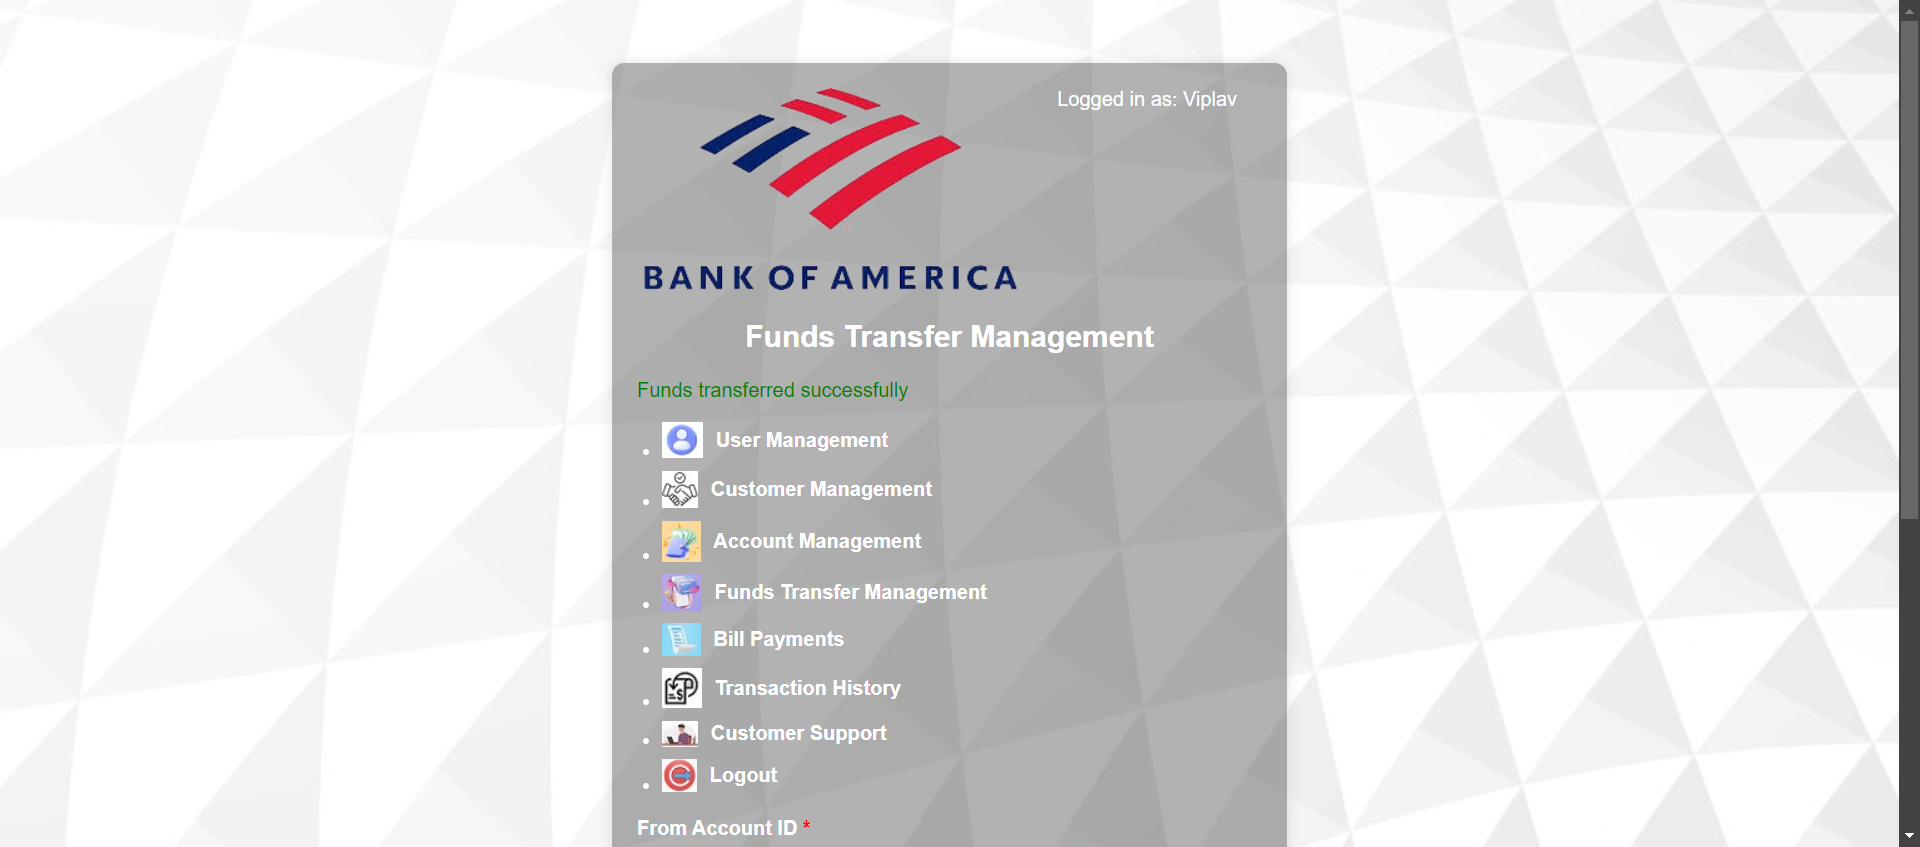 Logged in as: Viplav
BANK OF AMERICA
Funds Transfer Management
Funds transferred successfully
User Management
Customer Management
Account Management
Funds Transfer Management
Bill Payments
Transaction History
Customer Support
Logout
From Account ID *